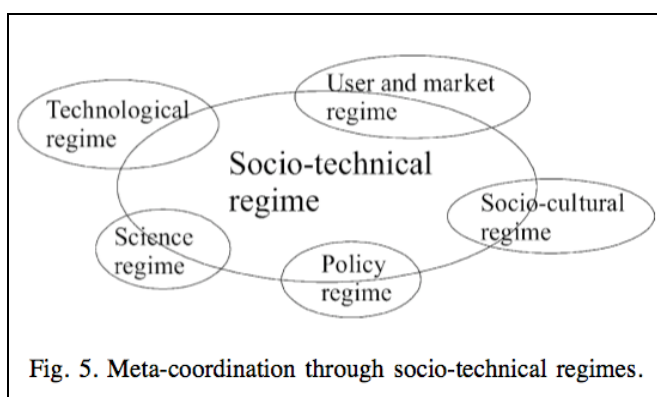 User and market
regime
Technological
regime
Socio-technical
regime
Socio-cultural
regime
Science
regime
Policy
regime
Fig. 5. Meta-coordination through socio-technical regimes.